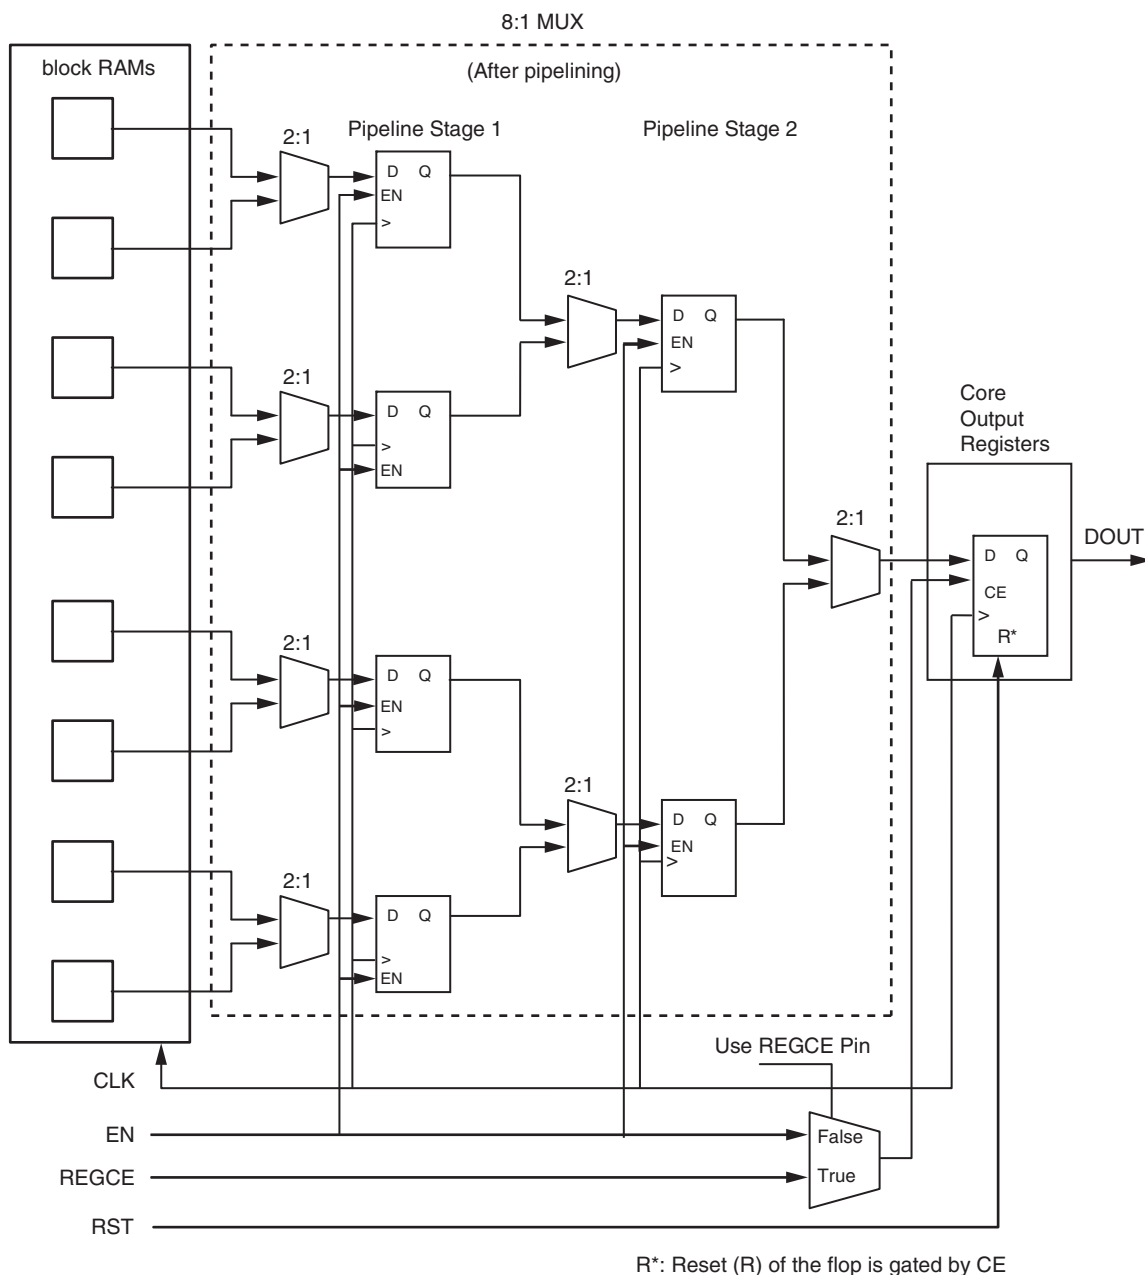 8:1 MUX
block RAMs
(After pipelining)
Pipeline Stage 1
Pipeline Stage 2
2:1
D Q
EN
>
2:1
D Q
EN
>
2:1
D Q
>
EN
Core
Output
Registers
2:1
DOUT
D Q
CE
>
R*
2:1
D Q
EN
>
2:1
D Q
EN
>
2:1
D Q
>
EN
Use REGCE Pin
CLK
EN
False
REGCE
True
RST
R*: Reset (R) of the flop is gated by CE